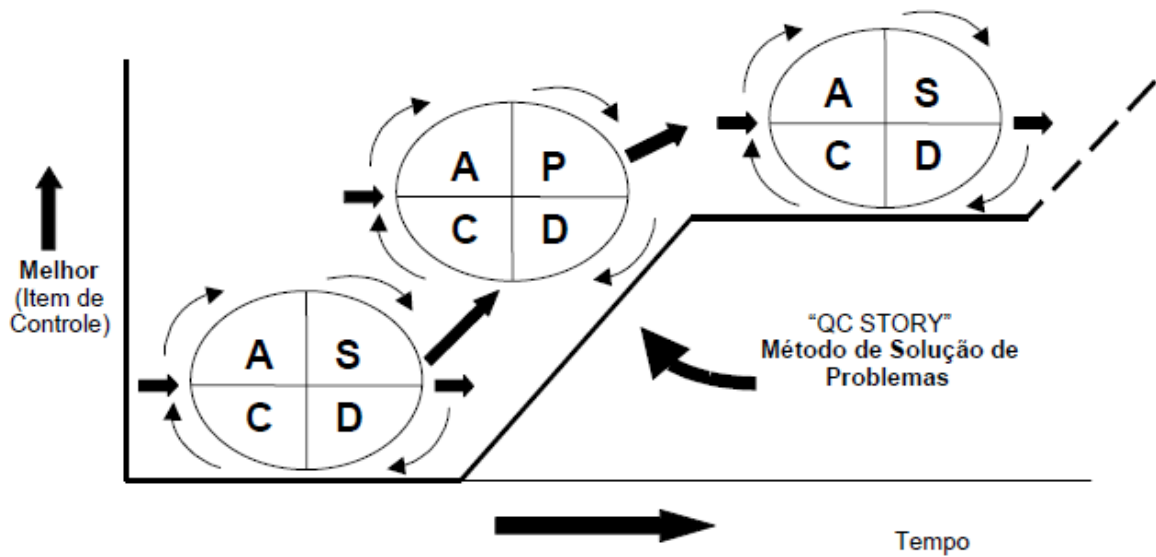 A S
C D
A P
C D
A S
C D
Melhor
(Item de
Controle)
"QC STORY"
Método de Solução de
Problemas
Tempo